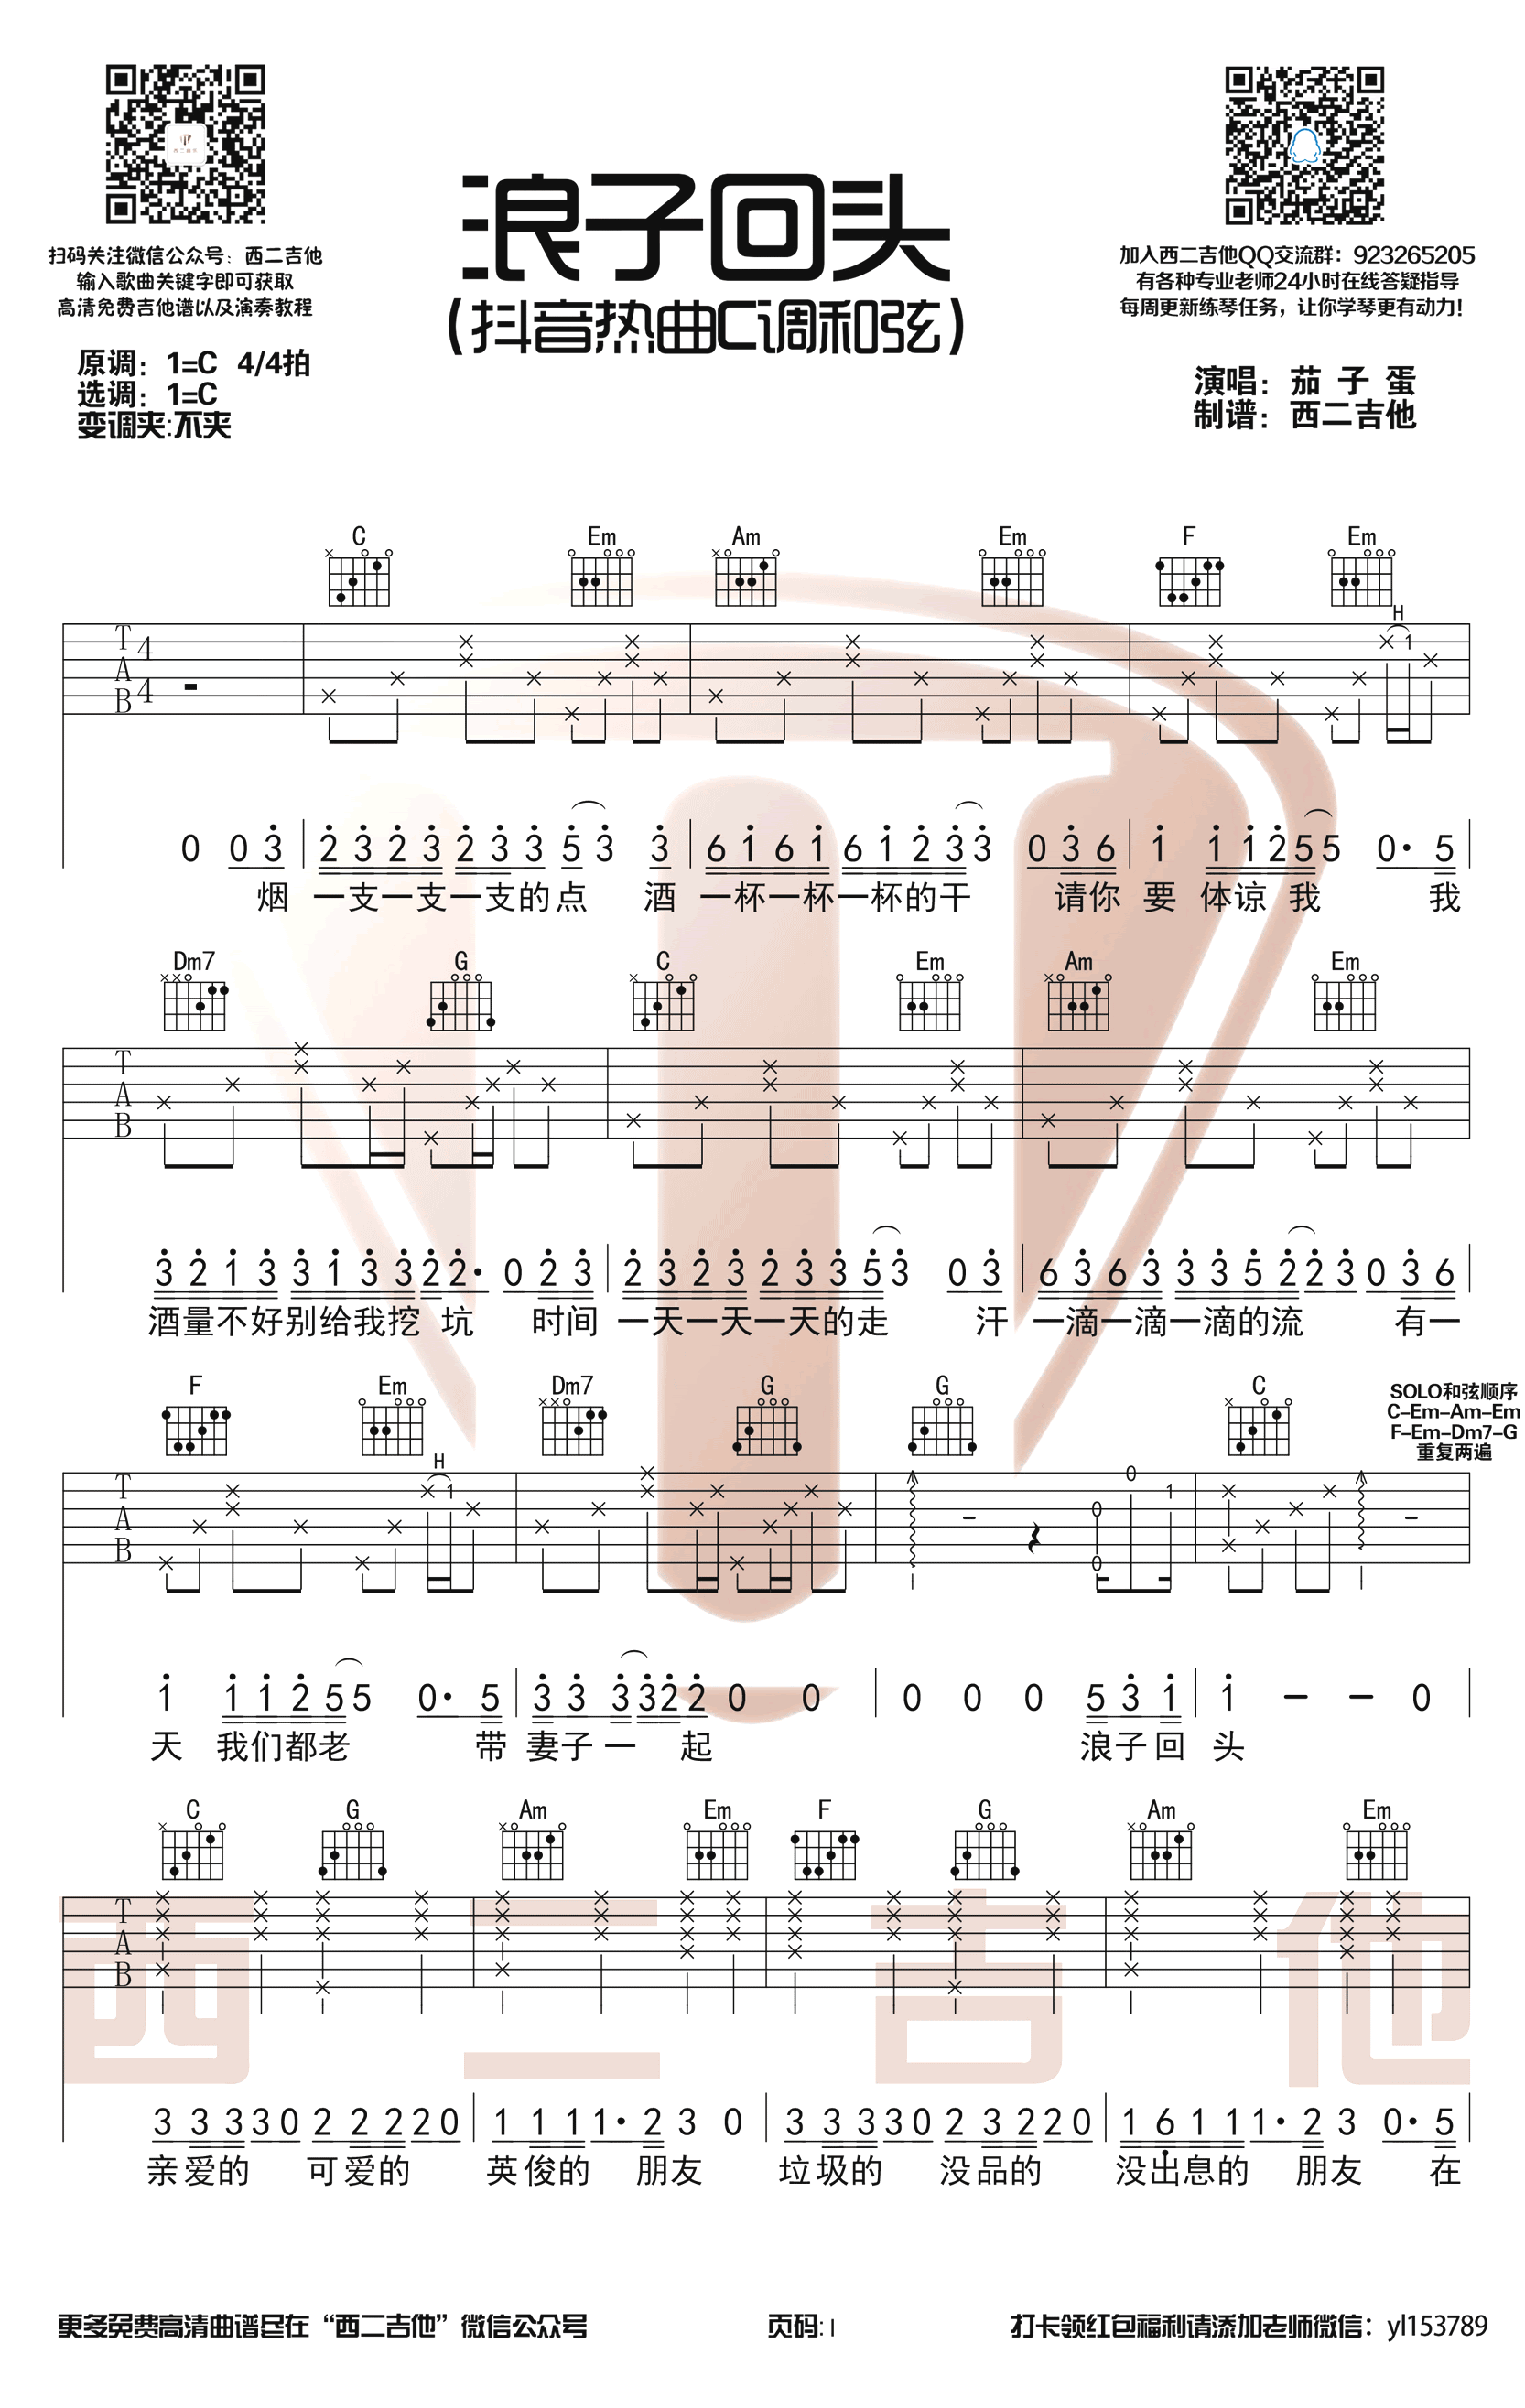 浪子回头
(抖音热曲C调和弦)
扫码关注微信公众号：西二吉他
输入歌曲关键字即可获取
高清免费吉他谱以及演奏教程
加入西二吉他QQ交流群：923265205
有各种专业老师24小时在线答疑指导
每周更新练琴任务，让你学琴更有动力！
原调：1=C 4/4拍
选调：1=C
变调夹:不夹
演唱：茄 子 蛋
制谱：西二吉他
C Em Am Em F Em
H
T A B 4 4
1
0 0 3 2 3 2 3 2 3 3 5 3 3 6 1 6 1 6 1 2 3 3 0 3 6 1 1 1 2 5 5 0· 5
烟 一支一支一支的点 酒 一杯一杯一杯的干 请你 要 体谅 我 我
Dm7 G C Em Am Em
T A B
3 2 1 3 3 1 3 3 2 2· 0 2 3 2 3 2 3 2 3 3 5 3 0 3 6 3 6 3 3 3 5 2 2 3 0 3 6
酒量不好别给我挖 坑 时间 一天一天一天的走 汗 一滴一滴一滴的流 有一
F Em Dm7 G G C
SOLO和弦顺序
C-Em-Am-Em
F-Em-Dm7-G
重复两遍
H
T A B
1 0 0 0 1
1 1 1 2 5 5 0· 5 3 3 3 3 2 2 0 0 0 0 0 5 3 1 1 – – 0
天 我们都老 带 妻子一 起 浪子回 头
C G Am Em F G Am Em
T A B
西二吉他
3 3 3 3 0 2 2 2 2 0 1 1 1 1· 2 3 0 3 3 3 3 0 2 3 2 2 0 1 6 1 1 1· 2 3 0· 5
亲爱的 可爱的 英俊的 朋友 垃圾的 没品的 没出息的 朋友 在
更多免费高清曲谱尽在“西二吉他”微信公众号
页码:1
打卡领红包福利请添加老师微信：yl153789